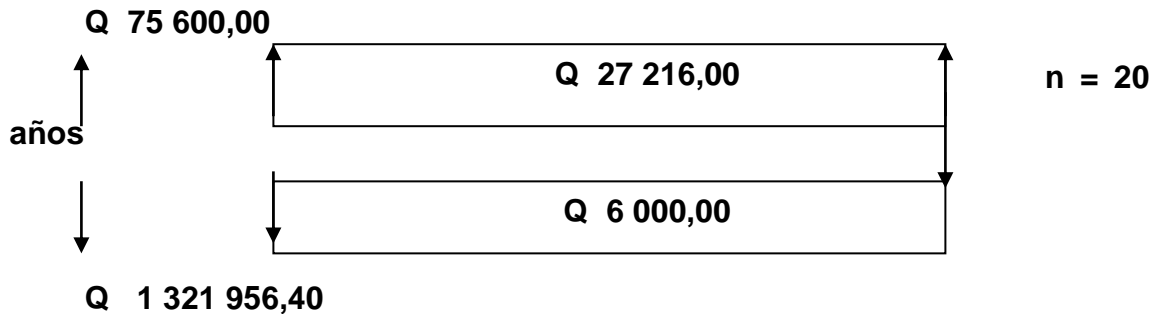 Q 75 600,00
Q 27 216,00
n = 20
años
Q 6 000,00
Q 1 321 956,40